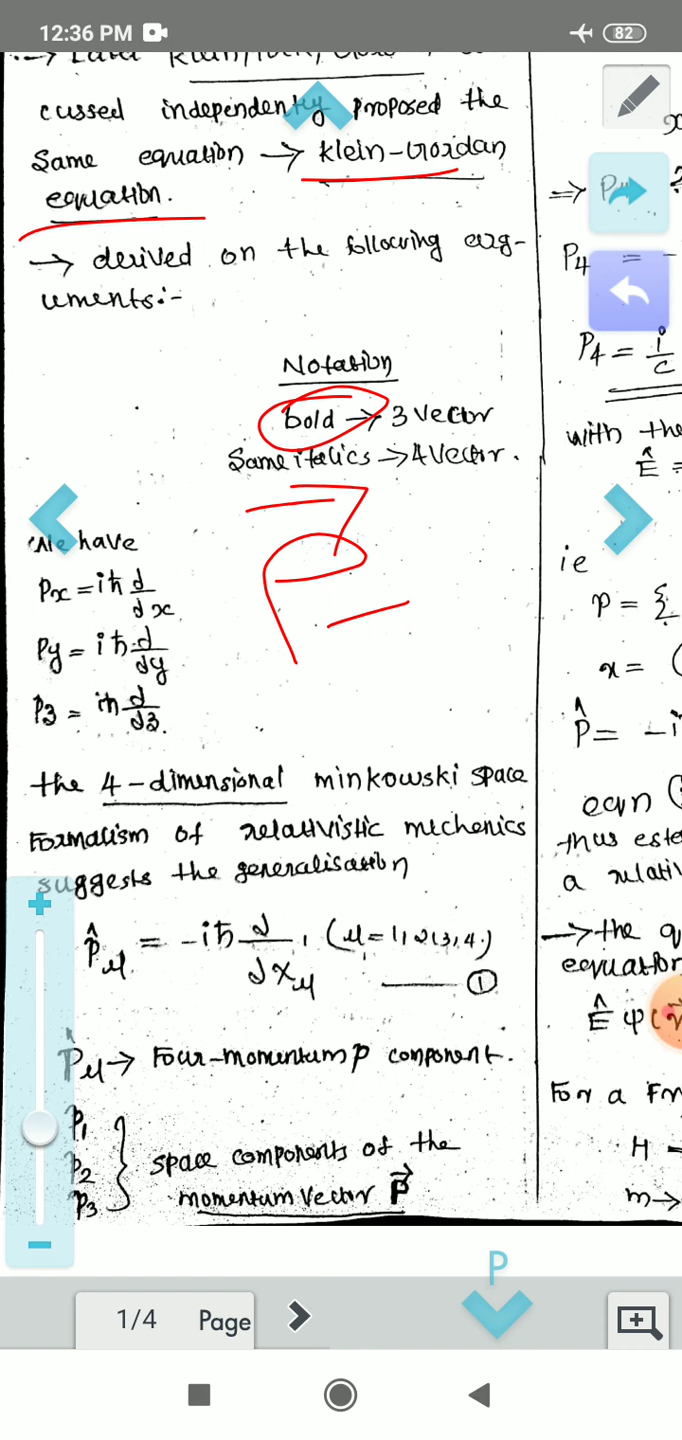 12:36 PM
82
cussed independenty proposed the
Same equation → klein-Gordan
equation.
→ derived on the following arg-
uments:-
Notation
bold → 3 Vector
Same italics → 4 Vector.
We have
Px = iħ d/dx
Py = iħ d/dy
P3 = iħ d/d3.
the 4-dimensional minkowski space
Formalism of relativistic mechenics
suggests the generalisation
P̂μ = -iħ d/dxμ, (μ=1,2,3,4.) —— ①
Pμ → Four-momentum p component.
P1
P2
P3
space components of the
momentum vector P⃗
P4 =
P4 = i/c
with the
Ê =
ie
p = {
x = (
P̂ = -i
eqn (
thus esta
a relati
→ the q
equation
Ê ψ(
For a Fr
H =
m →
P
1/4 Page